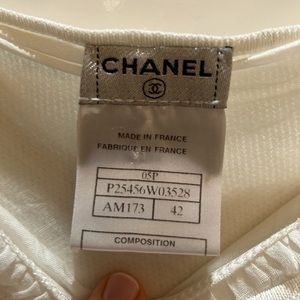 CHANEL
MADE IN FRANCE
FABRIQUE EN FRANCE
05P
P25456W03528
AM173 42
COMPOSITION